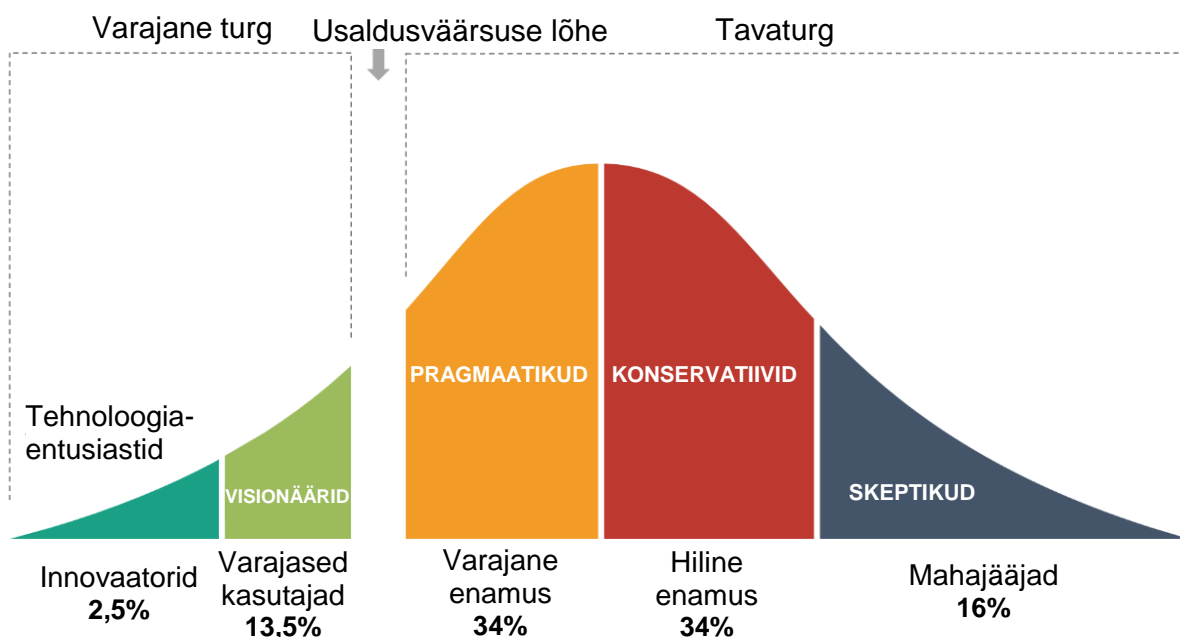 Varajane turg
Usaldusväärsuse lõhe
Tavaturg
PRAGMAATIKUD
KONSERVATIIVID
Tehnoloogia-
entusiastid
VISIONÄÄRID
SKEPTIKUD
Innovaatorid
2,5%
Varajased
kasutajad
13,5%
Varajane
enamus
34%
Hiline
enamus
34%
Mahajääjad
16%